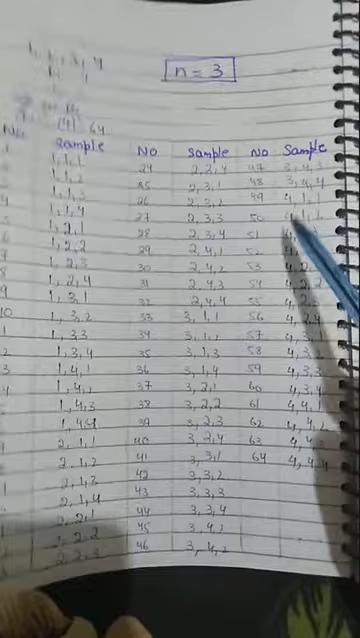 1, 1, 3, 4
n = 3
(4) 64
No Sample No Sample No Sample
1, 1, 1 24 2, 2, 4 47 3, 4, 3
1, 1, 2 25 2, 3, 1 48 3, 4, 4
1, 1, 3 26 2, 3, 2 49 4, 1, 1
1, 1, 4 27 2, 3, 3 50 4, 1, 2
1, 2, 1 28 2, 3, 4 51
1, 2, 2 29 2, 4, 1 52
1, 2, 3 30 2, 4, 2 53 4, 2
1, 2, 4 31 2, 4, 3 54 4, 2, 2
9 1, 3, 1 32 2, 4, 4 55 4, 2, 3
10 1, 3, 2 33 3, 1, 1 56 4, 2, 4
1, 3, 3 34 3, 1, 2 57 4, 3, 1
2 1, 3, 4 35 3, 1, 3 58 4, 3, 2
3 1, 4, 1 36 3, 1, 4 59 4, 3, 3
4 1, 4, 2 37 3, 2, 1 60 4, 3, 4
1, 4, 3 38 3, 2, 2 61 4, 4, 1
1, 4, 4 39 3, 2, 3 62 4, 4, 2
2, 1, 1 40 3, 2, 4 63 4, 4
2, 1, 2 41 3, 3, 1 64 4, 4, 4
2, 1, 3 42 3, 3, 2
2, 1, 4 43 3, 3, 3
2, 2, 1 44 3, 3, 4
2, 2, 2 45 3, 4, 1
2, 2, 3 46 3, 4, 2